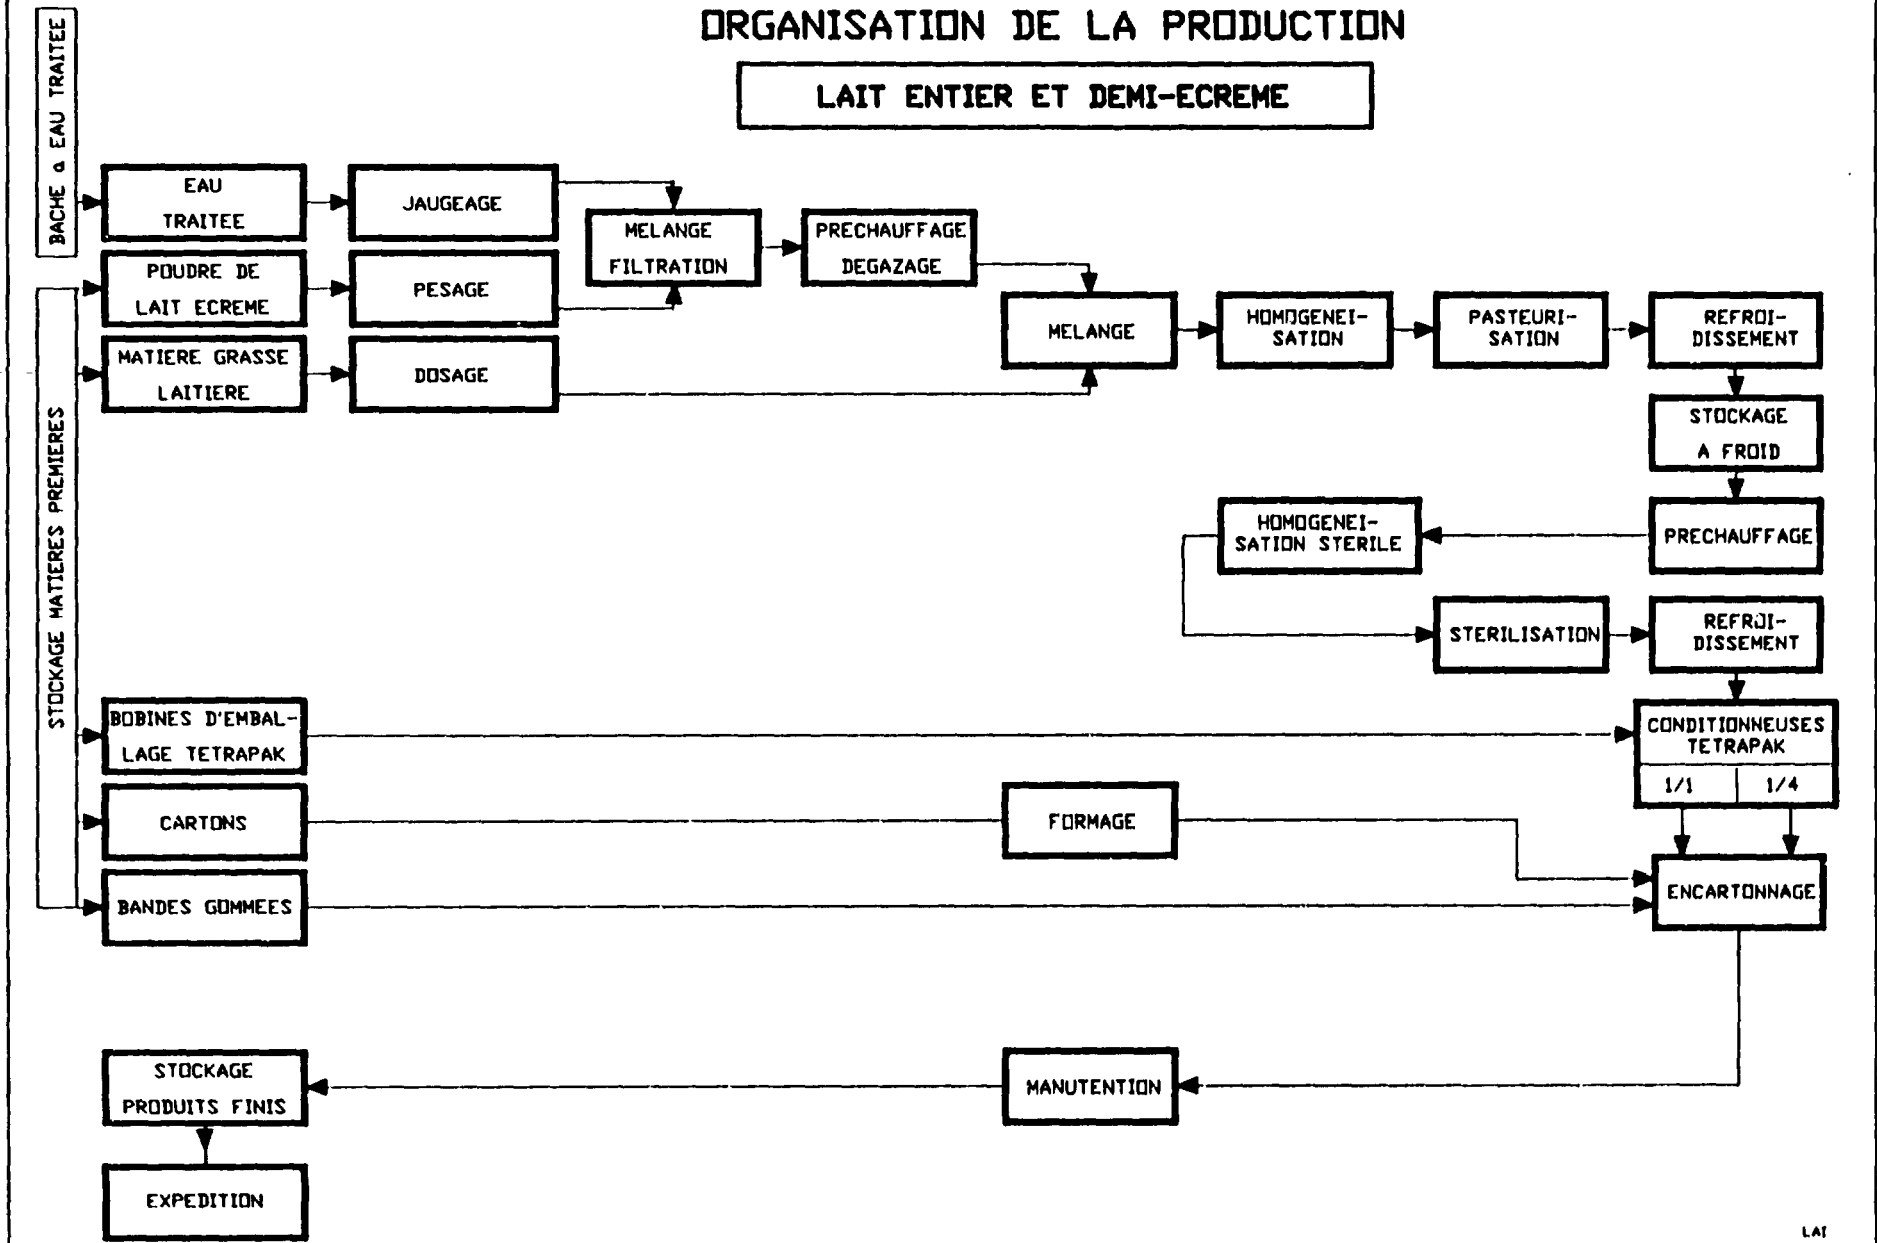 ORGANISATION DE LA PRODUCTION
LAIT ENTIER ET DEMI-ECREME
BACHE a EAU TRAITEE
EAU
TRAITEE
JAUGEAGE
MELANGE
FILTRATION
PRECHAUFFAGE
DEGAZAGE
POUDRE DE
LAIT ECREME
PESAGE
MATIERE GRASSE
LAITIERE
DOSAGE
MELANGE
HOMOGENEI-
SATION
PASTEURI-
SATION
REFROI-
DISSEMENT
STOCKAGE
A FROID
PRECHAUFFAGE
HOMOGENEI-
SATION STERILE
STERILISATION
REFROI-
DISSEMENT
STOCKAGE MATIERES PREMIERES
BOBINES D'EMBAL-
LAGE TETRAPAK
CONDITIONNEUSES
TETRAPAK
1/1
1/4
CARTONS
FORMAGE
BANDES GOMMEES
ENCARTONNAGE
MANUTENTION
STOCKAGE
PRODUITS FINIS
EXPEDITION
LAI